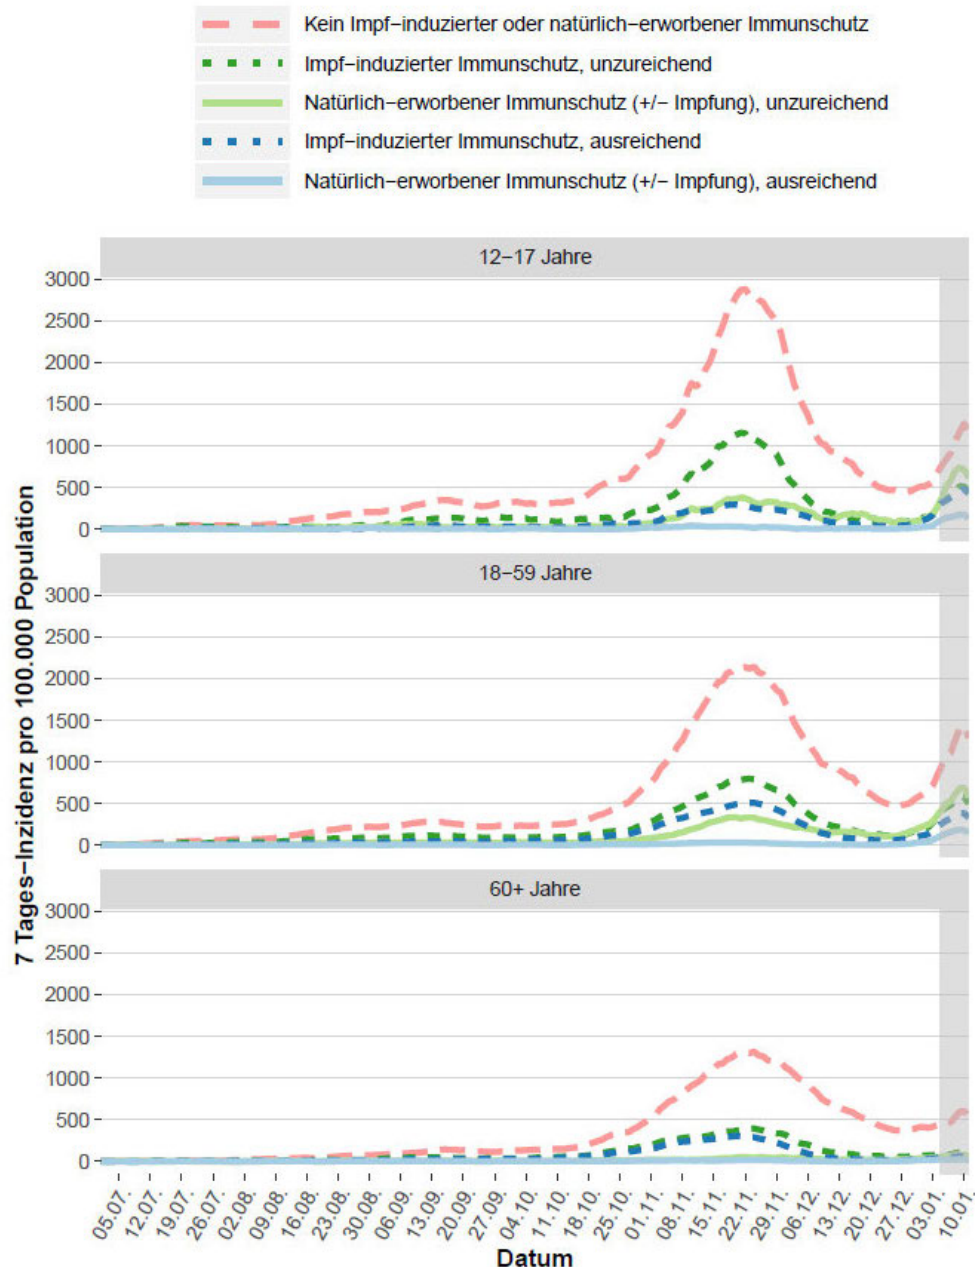 Kein Impf-induzierter oder natürlich-erworbener Immunschutz
Impf-induzierter Immunschutz, unzureichend
Natürlich-erworbener Immunschutz (+/- Impfung), unzureichend
Impf-induzierter Immunschutz, ausreichend
Natürlich-erworbener Immunschutz (+/- Impfung), ausreichend
7 Tages-Inzidenz pro 100.000 Population
12-17 Jahre
3000
2500
2000
1500
1000
500
0
18-59 Jahre
3000
2500
2000
1500
1000
500
0
60+ Jahre
3000
2500
2000
1500
1000
500
0
05.07. 12.07. 19.07. 26.07. 02.08. 09.08. 16.08. 23.08. 30.08. 06.09. 13.09. 20.09. 27.09. 04.10. 11.10. 18.10. 25.10. 01.11. 08.11. 15.11. 22.11. 29.11. 06.12. 13.12. 20.12. 27.12. 03.01. 10.01.
Datum